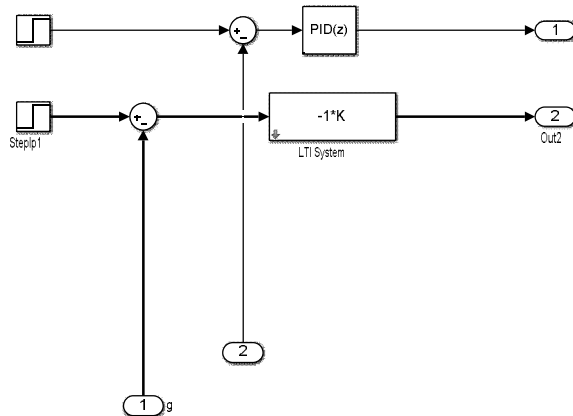 +
-
PID(z)
1
+
-
-1*K
2
StepIp1
LTI System
Out2
2
1
g